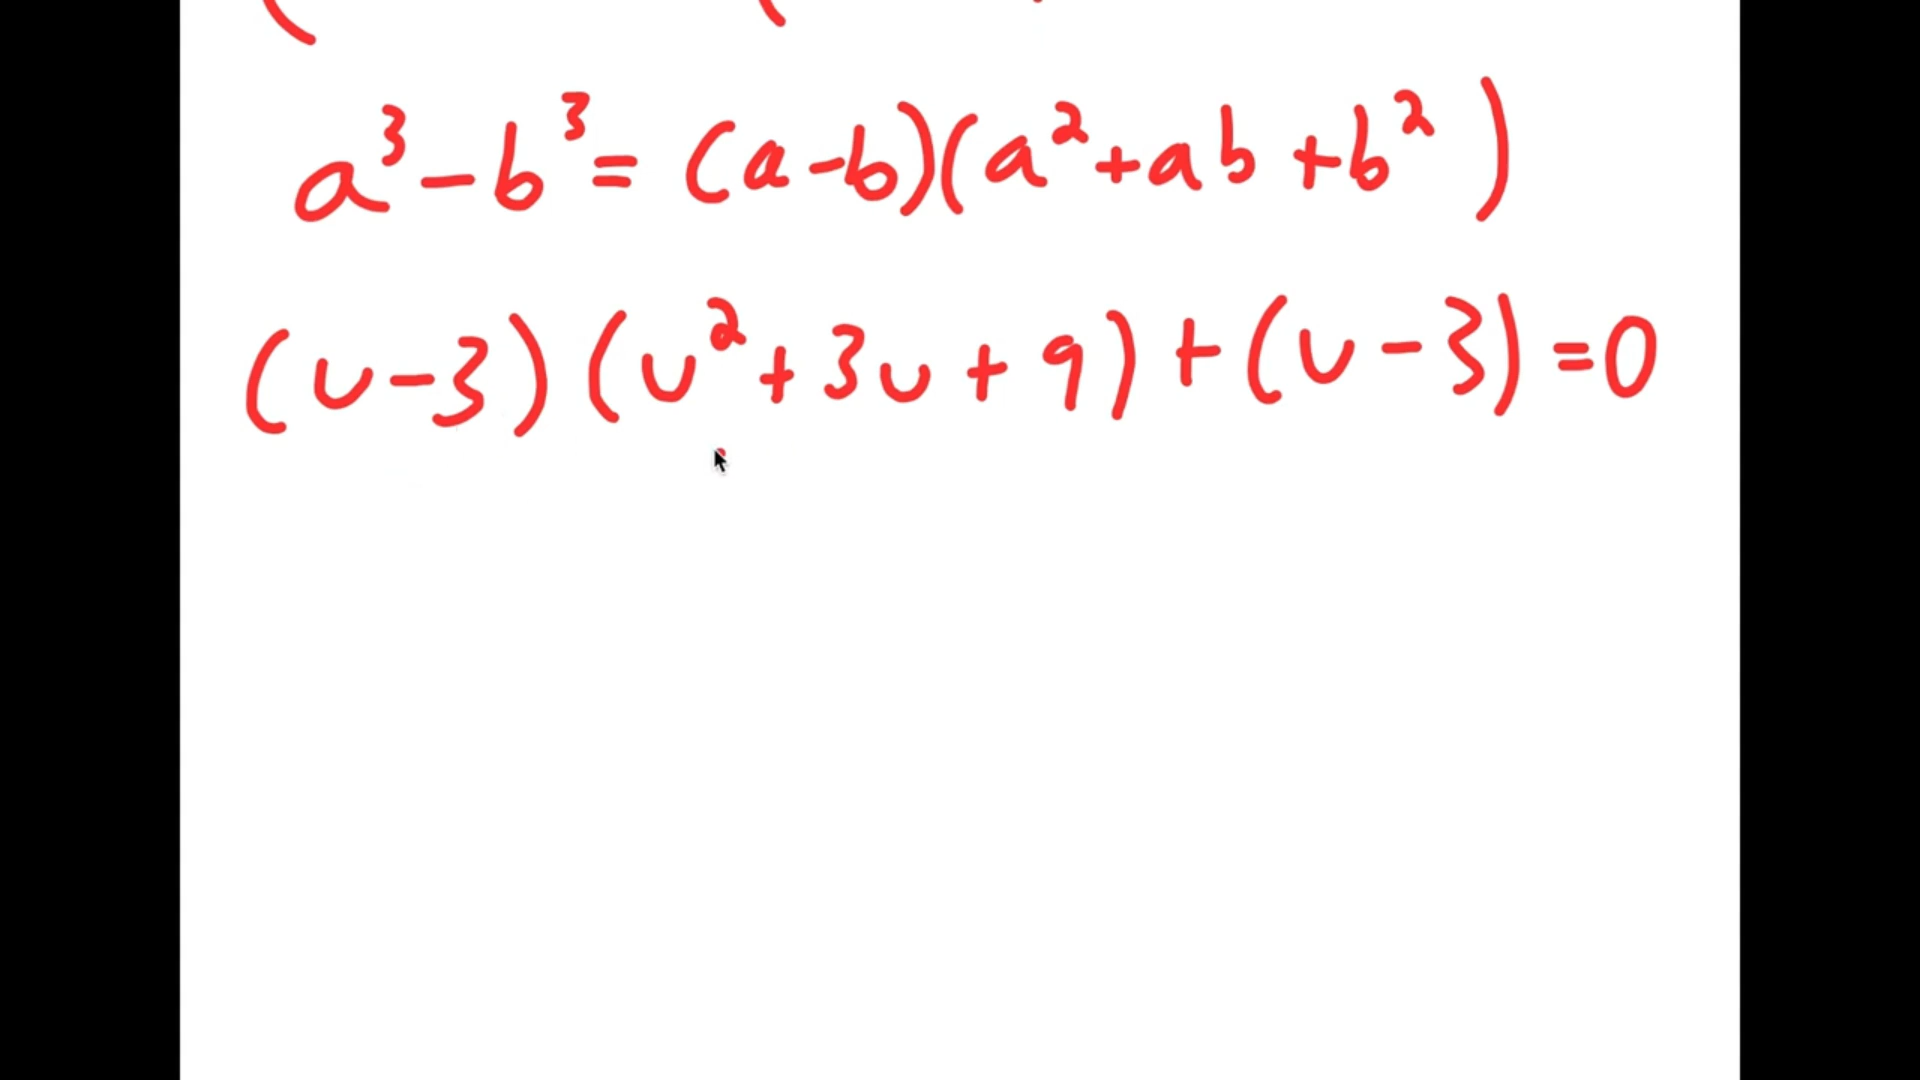 a³-b³ = (a-b)(a²+ab+b²)
(u-3)(u²+3u+9)+(u-3)=0